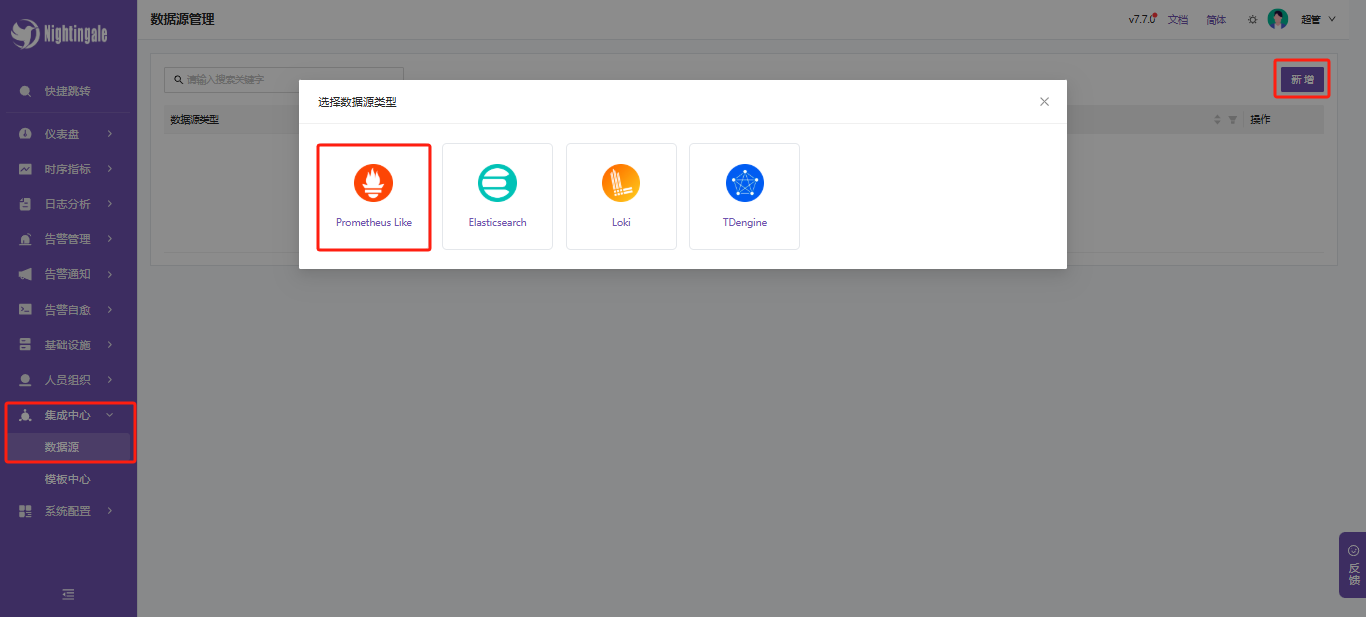 Nightingale
快捷跳转
仪表盘
时序指标
日志分析
告警管理
告警通知
告警自愈
基础设施
人员组织
集成中心
数据源
模板中心
系统配置
数据源管理
v7.7.0 文档 简体 超管
请输入搜索关键字
新增
数据源类型
操作
选择数据源类型
Prometheus Like
Elasticsearch
Loki
TDengine
反馈